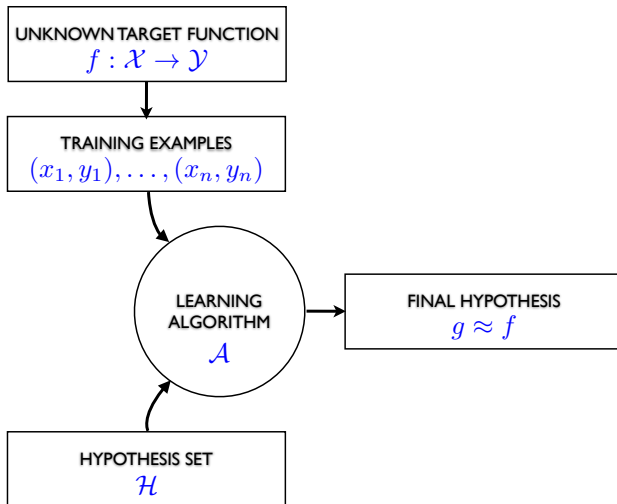 UNKNOWN TARGET FUNCTION
f : 𝒳 → 𝒴
TRAINING EXAMPLES
(x₁, y₁), . . . , (xₙ, yₙ)
LEARNING
ALGORITHM
𝒜
FINAL HYPOTHESIS
g ≈ f
HYPOTHESIS SET
ℋ